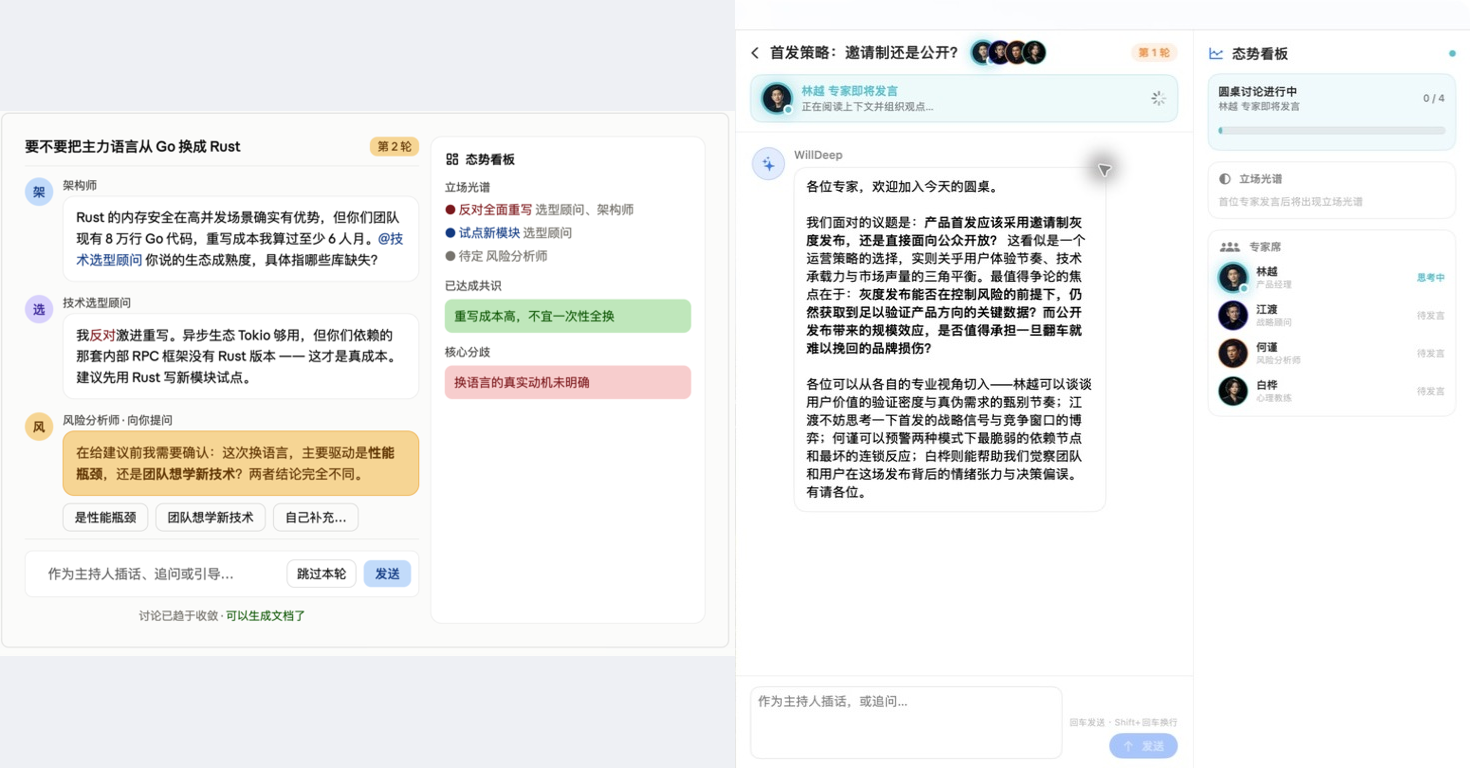 要不要把主力语言从 Go 换成 Rust
第 2 轮
架
架构师
Rust 的内存安全在高并发场景确实有优势，但你们团队
现有 8 万行 Go 代码，重写成本我算过至少 6 人月。@技
术选型顾问 你说的生态成熟度，具体指哪些库缺失？
选
技术选型顾问
我反对激进重写。异步生态 Tokio 够用，但你们依赖的
那套内部 RPC 框架没有 Rust 版本 —— 这才是真成本。
建议先用 Rust 写新模块试点。
风
风险分析师 · 向你提问
在给建议前我需要确认：这次换语言，主要驱动是性能
瓶颈，还是团队想学新技术？两者结论完全不同。
是性能瓶颈
团队想学新技术
自己补充...
作为主持人插话、追问或引导...
跳过本轮
发送
讨论已趋于收敛 · 可以生成文档了
态势看板
立场光谱
反对全面重写 选型顾问、架构师
试点新模块 选型顾问
待定 风险分析师
已达成共识
重写成本高，不宜一次性全换
核心分歧
换语言的真实动机未明确
首发策略：邀请制还是公开？
第 1 轮
林越 专家即将发言
正在阅读上下文并组织观点...
WillDeep
各位专家，欢迎加入今天的圆桌。
我们面对的议题是：产品首发应该采用邀请制灰
度发布，还是直接面向公众开放？ 这看似是一个
运营策略的选择，实则关乎用户体验节奏、技术
承载力与市场声量的三角平衡。最值得争论的焦
点在于：灰度发布能否在控制风险的前提下，仍
然获取到足以验证产品方向的关键数据？而公开
发布带来的规模效应，是否值得承担一旦翻车就
难以挽回的品牌损伤？
各位可以从各自的专业视角切入——林越可以谈谈
用户价值的验证密度与真伪需求的甄别节奏；江
渡不妨思考一下首发的战略信号与竞争窗口的博
弈；何谨可以预警两种模式下最脆弱的依赖节点
和最坏的连锁反应；白桦则能帮助我们觉察团队
和用户在这场发布背后的情绪张力与决策偏误。
有请各位。
作为主持人插话，或追问...
回车发送 · Shift+回车换行
发送
态势看板
圆桌讨论进行中
林越 专家即将发言
0 / 4
立场光谱
首位专家发言后将出现立场光谱
专家席
林越
产品经理
思考中
江渡
战略顾问
待发言
何谨
风险分析师
待发言
白桦
心理教练
待发言